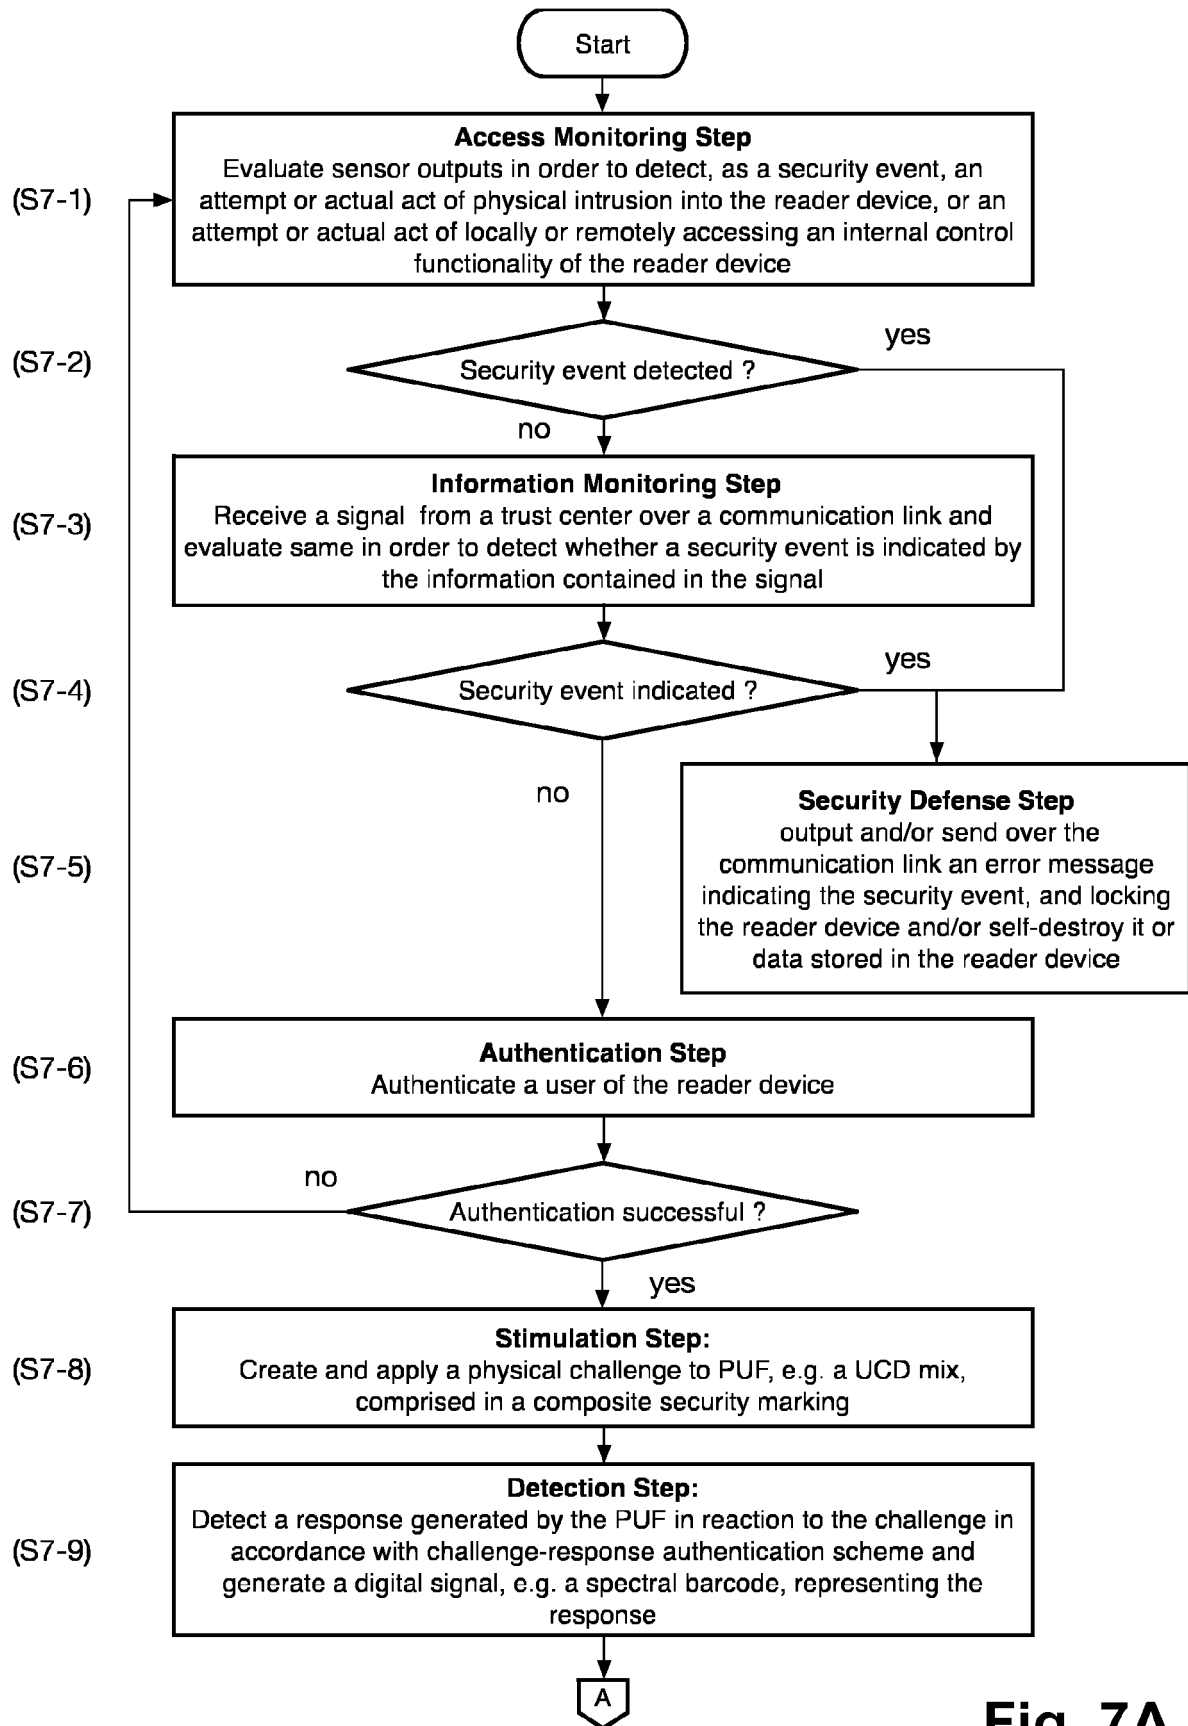 Start
Access Monitoring Step
(S7-1)
Evaluate sensor outputs in order to detect, as a security event, an
attempt or actual act of physical intrusion into the reader device, or an
attempt or actual act of locally or remotely accessing an internal control
functionality of the reader device
(S7-2)
Security event detected ?
yes
no
Information Monitoring Step
(S7-3)
Receive a signal from a trust center over a communication link and
evaluate same in order to detect whether a security event is indicated by
the information contained in the signal
(S7-4)
Security event indicated ?
yes
no
Security Defense Step
(S7-5)
output and/or send over the
communication link an error message
indicating the security event, and locking
the reader device and/or self-destroy it or
data stored in the reader device
Authentication Step
(S7-6)
Authenticate a user of the reader device
no
(S7-7)
Authentication successful ?
yes
Stimulation Step:
(S7-8)
Create and apply a physical challenge to PUF, e.g. a UCD mix,
comprised in a composite security marking
Detection Step:
(S7-9)
Detect a response generated by the PUF in reaction to the challenge in
accordance with challenge-response authentication scheme and
generate a digital signal, e.g. a spectral barcode, representing the
response
A
Fig. 7A